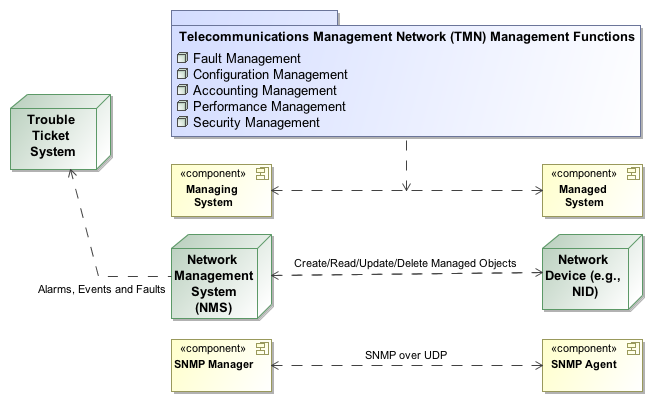 Telecommunications Management Network (TMN) Management Functions
Fault Management
Configuration Management
Accounting Management
Performance Management
Security Management
Trouble
Ticket
System
«component»
Managing
System
«component»
Managed
System
Network
Management
System
(NMS)
Create/Read/Update/Delete Managed Objects
Network
Device (e.g.,
NID)
Alarms, Events and Faults
«component»
SNMP Manager
SNMP over UDP
«component»
SNMP Agent